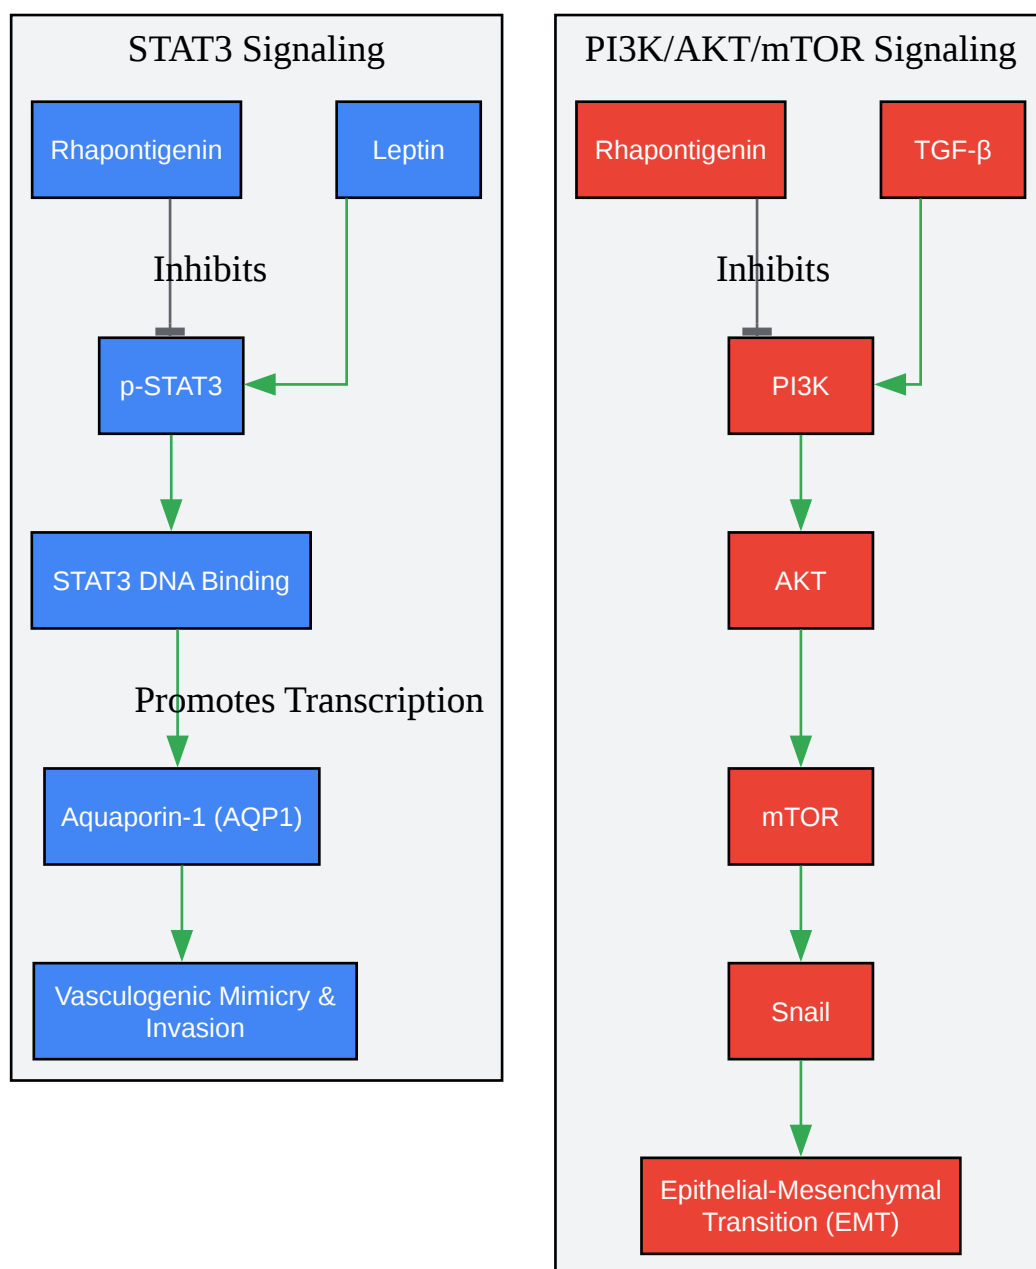 STAT3 Signaling
Rhapontigenin
Leptin
Inhibits
p-STAT3
STAT3 DNA Binding
Promotes Transcription
Aquaporin-1 (AQP1)
Vasculogenic Mimicry &
Invasion
PI3K/AKT/mTOR Signaling
Rhapontigenin
TGF-β
Inhibits
PI3K
AKT
mTOR
Snail
Epithelial-Mesenchymal
Transition (EMT)